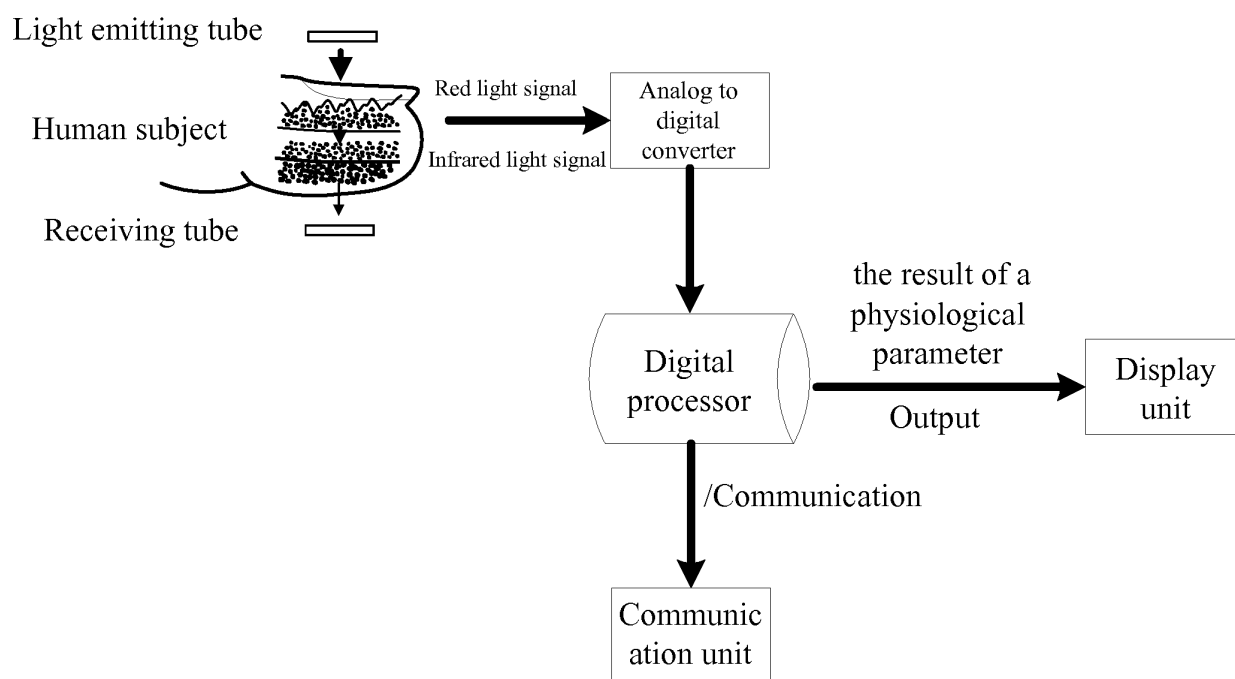 Light emitting tube
Human subject
Receiving tube
Red light signal
Infrared light signal
Analog to
digital
converter
Digital
processor
the result of a
physiological
parameter
Output
Display
unit
/Communication
Communic
ation unit